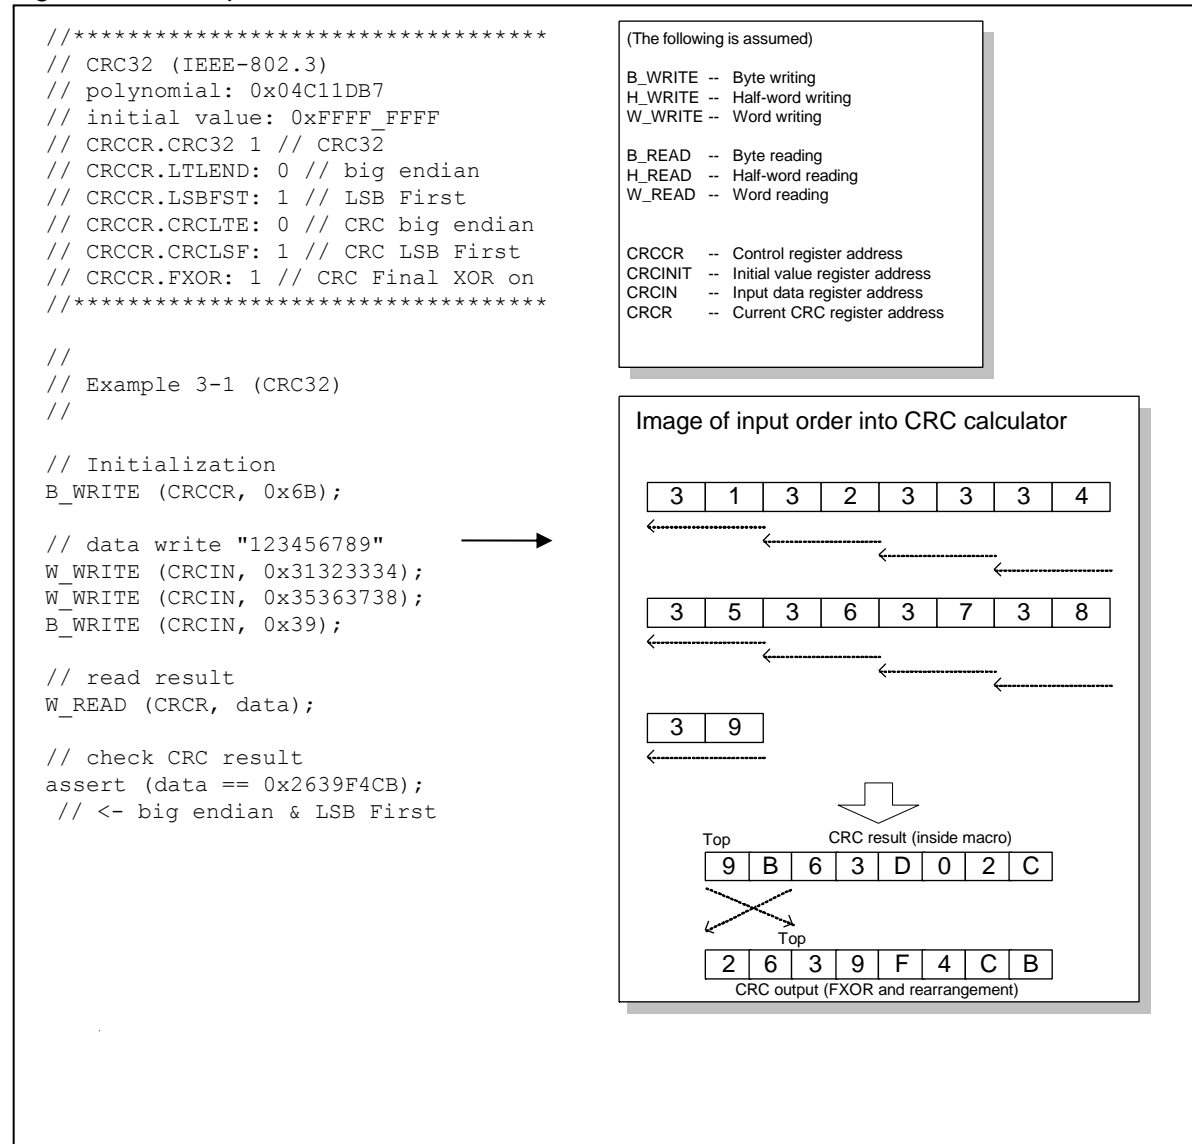 //************************************
// CRC32 (IEEE-802.3)
// polynomial: 0x04C11DB7
// initial value: 0xFFFF_FFFF
// CRCCR.CRC32 1 // CRC32
// CRCCR.LTLEND: 0 // big endian
// CRCCR.LSBFST: 1 // LSB First
// CRCCR.CRCLTE: 0 // CRC big endian
// CRCCR.CRCLSF: 1 // CRC LSB First
// CRCCR.FXOR: 1 // CRC Final XOR on
//************************************
//
// Example 3-1 (CRC32)
//
// Initialization
B_WRITE (CRCCR, 0x6B);
// data write "123456789"
W_WRITE (CRCIN, 0x31323334);
W_WRITE (CRCIN, 0x35363738);
B_WRITE (CRCIN, 0x39);
// read result
W_READ (CRCR, data);
// check CRC result
assert (data == 0x2639F4CB);
// <- big endian & LSB First
(The following is assumed)
B_WRITE -- Byte writing
H_WRITE -- Half-word writing
W_WRITE -- Word writing
B_READ -- Byte reading
H_READ -- Half-word reading
W_READ -- Word reading
CRCCR -- Control register address
CRCINIT -- Initial value register address
CRCIN -- Input data register address
CRCR -- Current CRC register address
Image of input order into CRC calculator
3 1 3 2 3 3 3 4
3 5 3 6 3 7 3 8
3 9
Top CRC result (inside macro)
9 B 6 3 D 0 2 C
Top
2 6 3 9 F 4 C B
CRC output (FXOR and rearrangement)